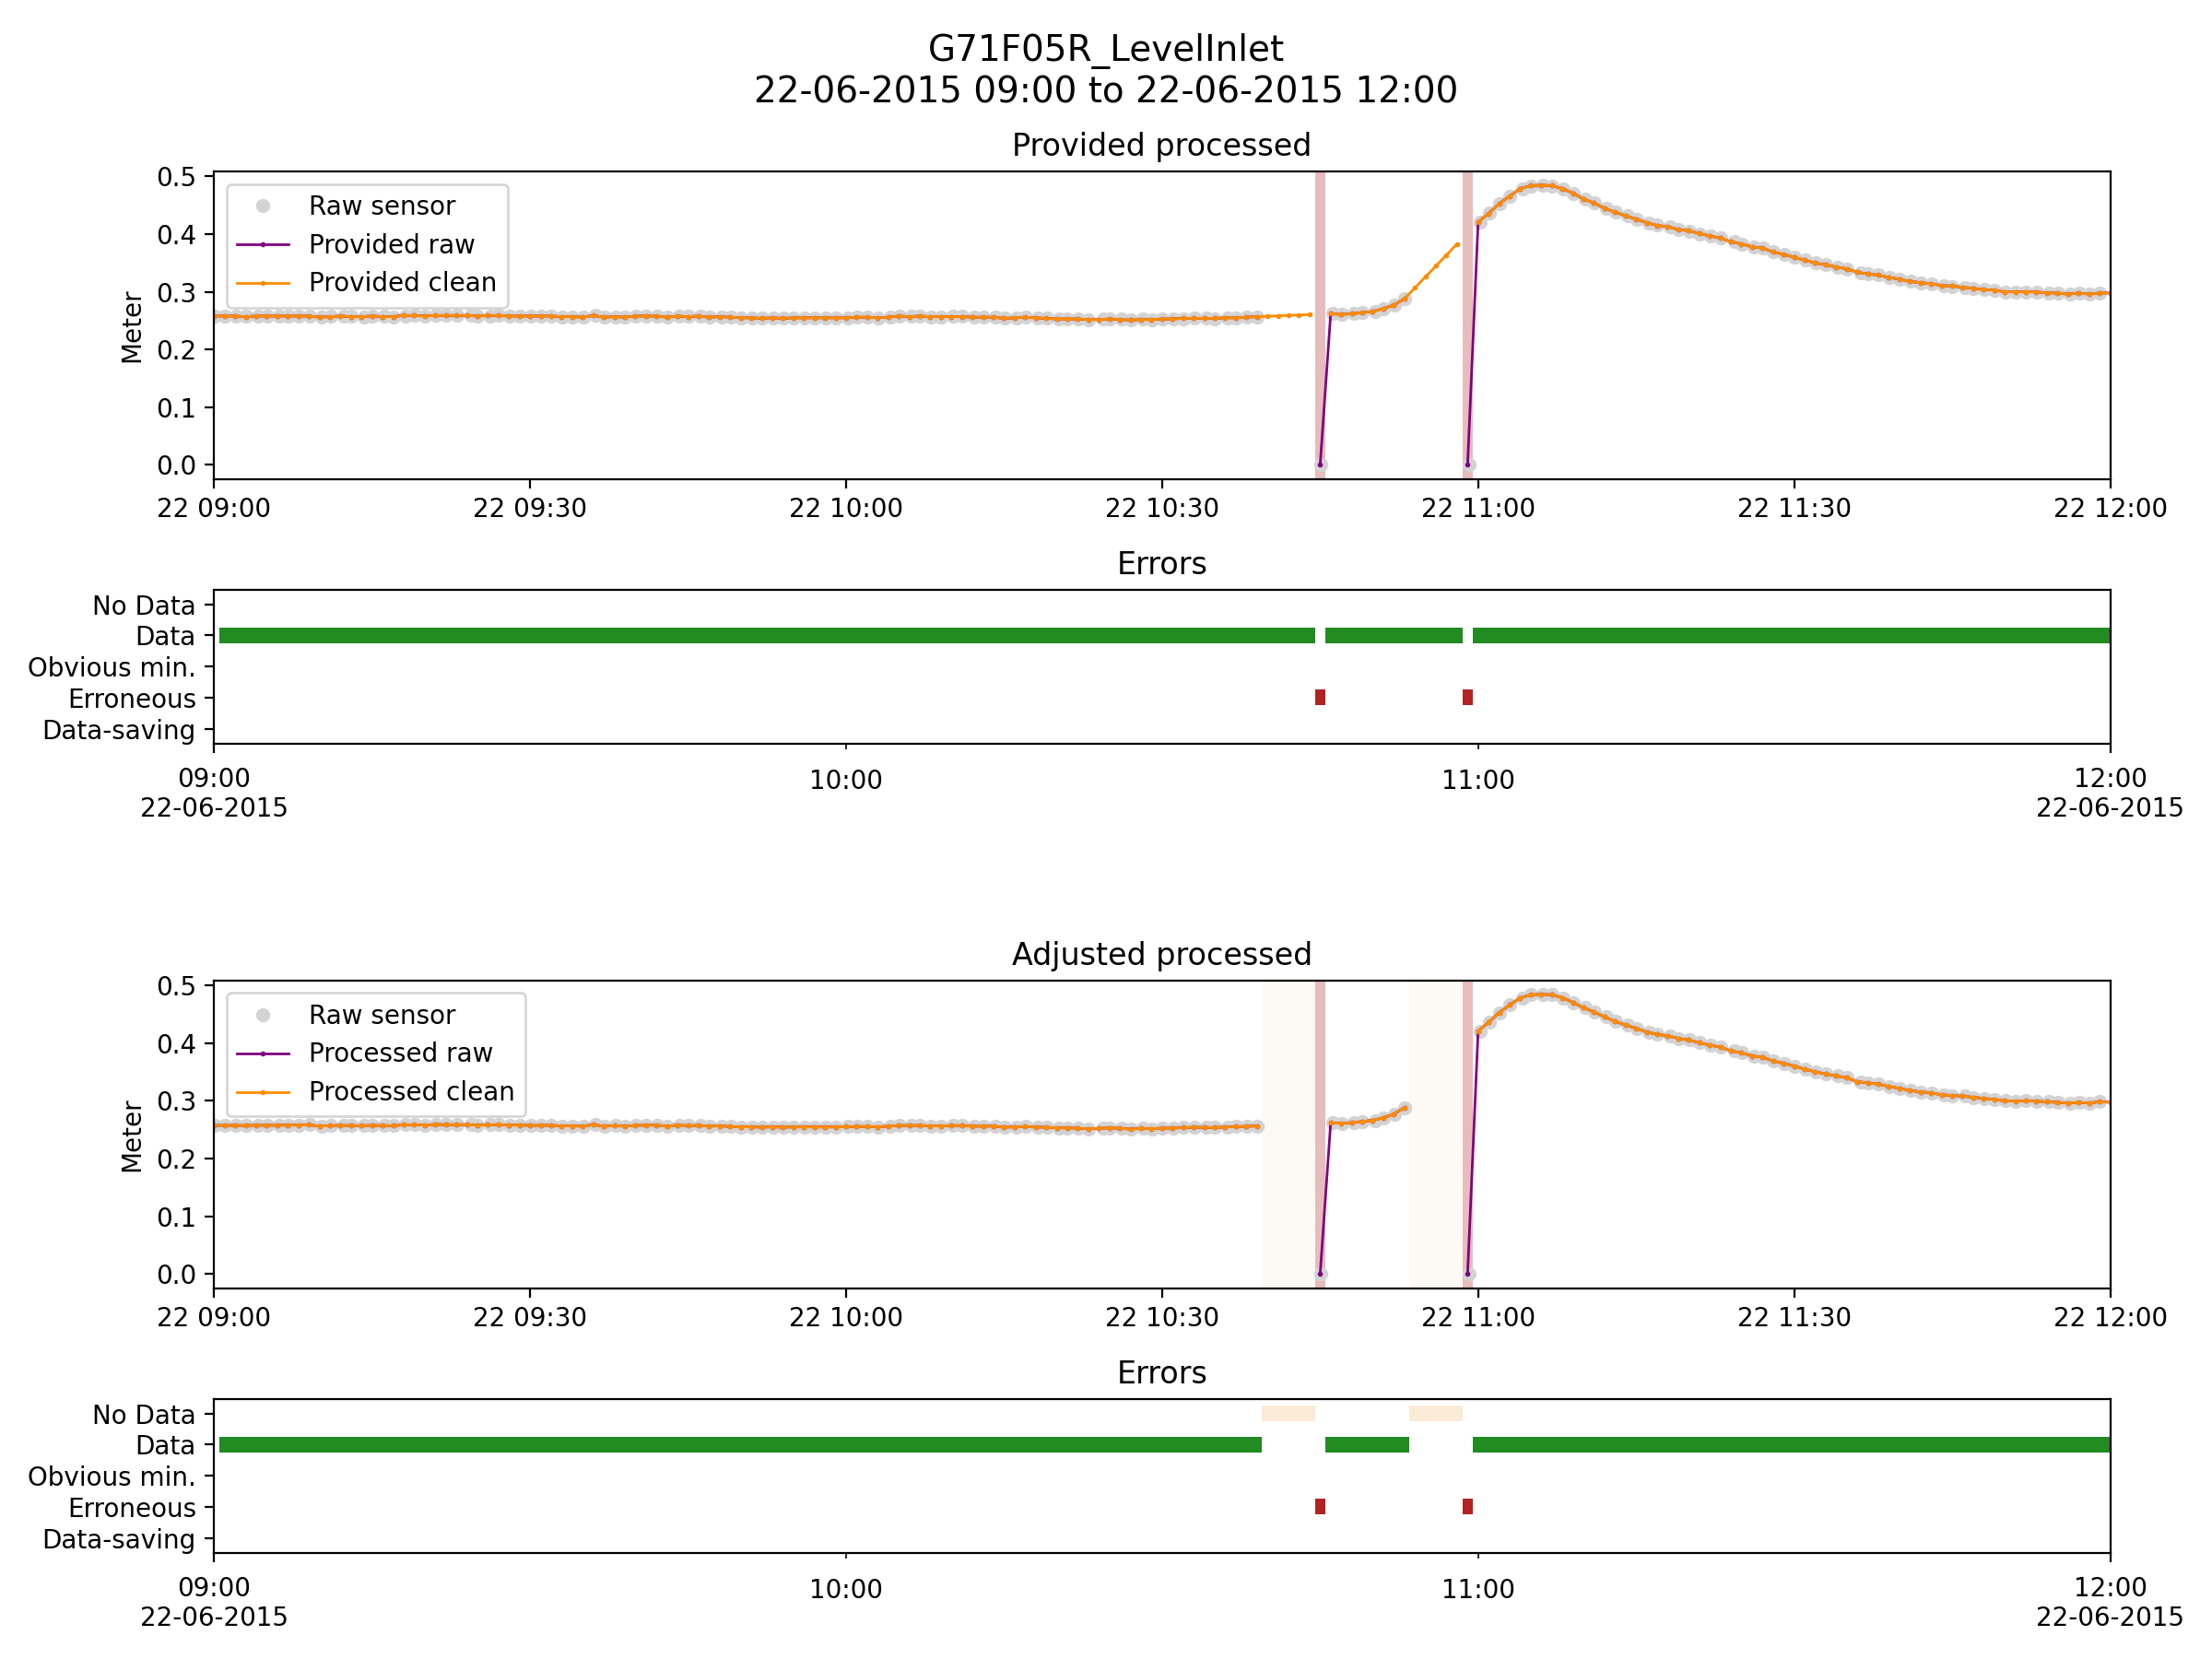 G71F05R_LevelInlet
22-06-2015 09:00 to 22-06-2015 12:00
Provided processed
Meter
0.5
0.4
0.3
0.2
0.1
0.0
Raw sensor
Provided raw
Provided clean
22 09:00 22 09:30 22 10:00 22 10:30 22 11:00 22 11:30 22 12:00
Errors
No Data
Data
Obvious min.
Erroneous
Data-saving
09:00 10:00 11:00 12:00
22-06-2015 22-06-2015
Adjusted processed
Meter
0.5
0.4
0.3
0.2
0.1
0.0
Raw sensor
Processed raw
Processed clean
22 09:00 22 09:30 22 10:00 22 10:30 22 11:00 22 11:30 22 12:00
Errors
No Data
Data
Obvious min.
Erroneous
Data-saving
09:00 10:00 11:00 12:00
22-06-2015 22-06-2015